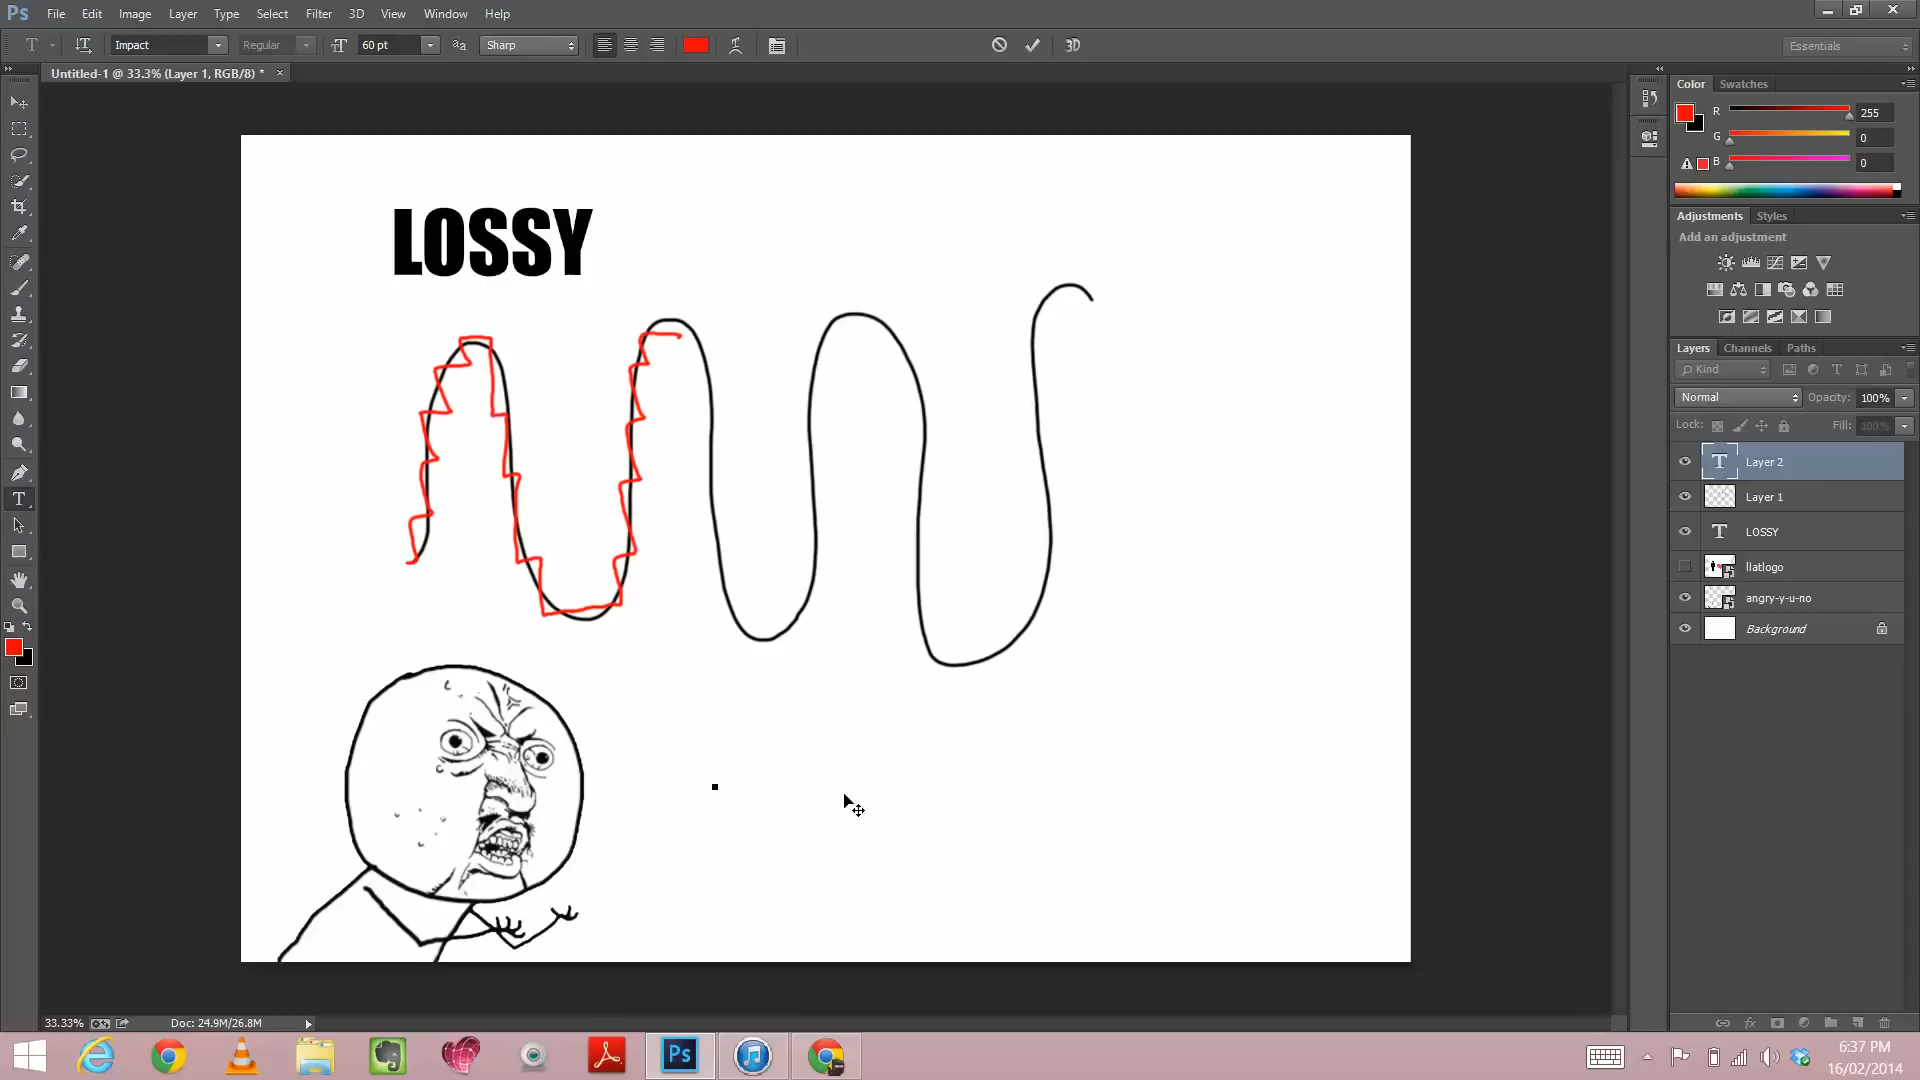 Ps File Edit Image Layer Type Select Filter 3D View Window Help
T Impact Regular 60 pt Sharp 3D Essentials
Untitled-1 @ 33.3% (Layer 1, RGB/8) *
LOSSY
33.33% Doc: 24.9M/26.8M
Color Swatches
R 255
G 0
B 0
Adjustments Styles
Add an adjustment
Layers Channels Paths
Kind
Normal Opacity: 100%
Lock: Fill: 100%
Layer 2
Layer 1
LOSSY
llatlogo
angry-y-u-no
Background
Ps
6:37 PM
16/02/2014